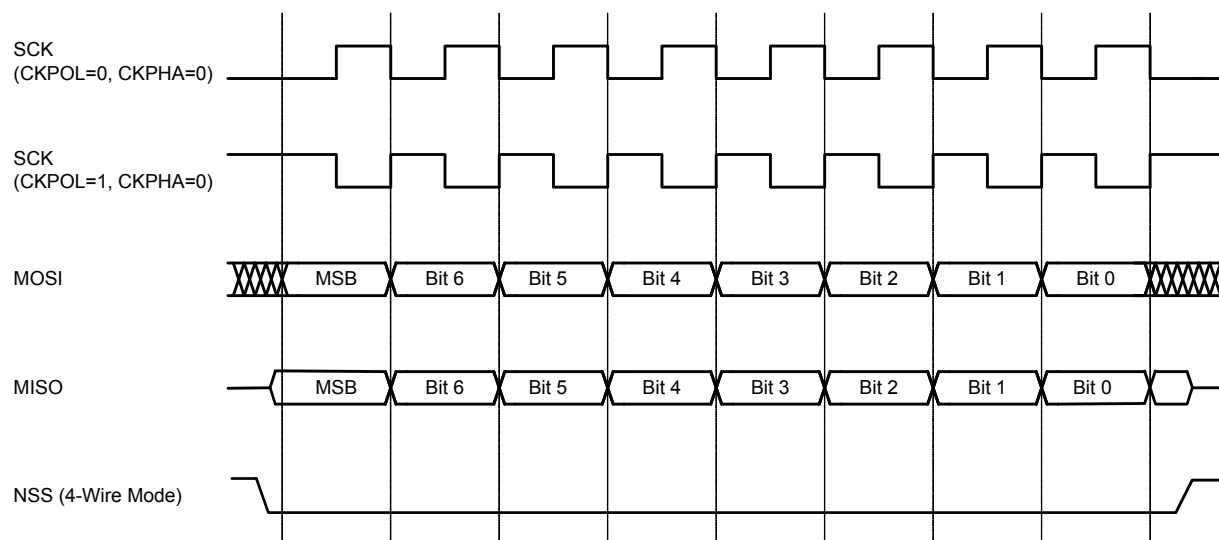 SCK
(CKPOL=0, CKPHA=0)
SCK
(CKPOL=1, CKPHA=0)
MOSI
MSB
Bit 6
Bit 5
Bit 4
Bit 3
Bit 2
Bit 1
Bit 0
MISO
MSB
Bit 6
Bit 5
Bit 4
Bit 3
Bit 2
Bit 1
Bit 0
NSS (4-Wire Mode)